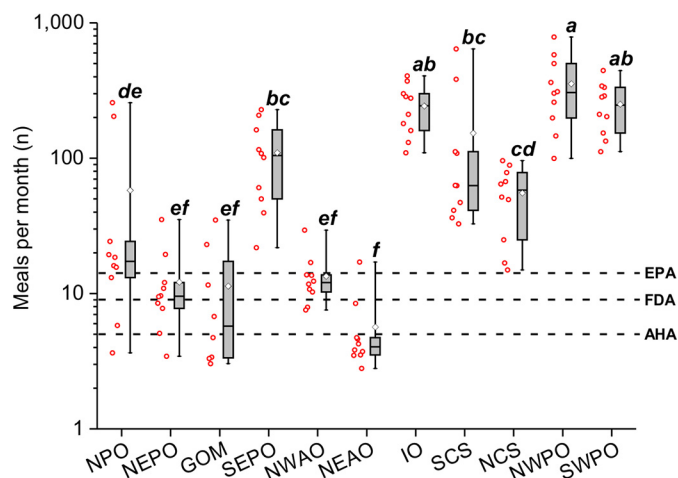 1,000
100
10
1
Meals per month (n)
de
ef
ef
bc
ef
f
ab
bc
cd
a
ab
EPA
FDA
AHA
NPO
NEPO
GOM
SEPO
NWAO
NEAO
IO
SCS
NCS
NWPO
SWPO